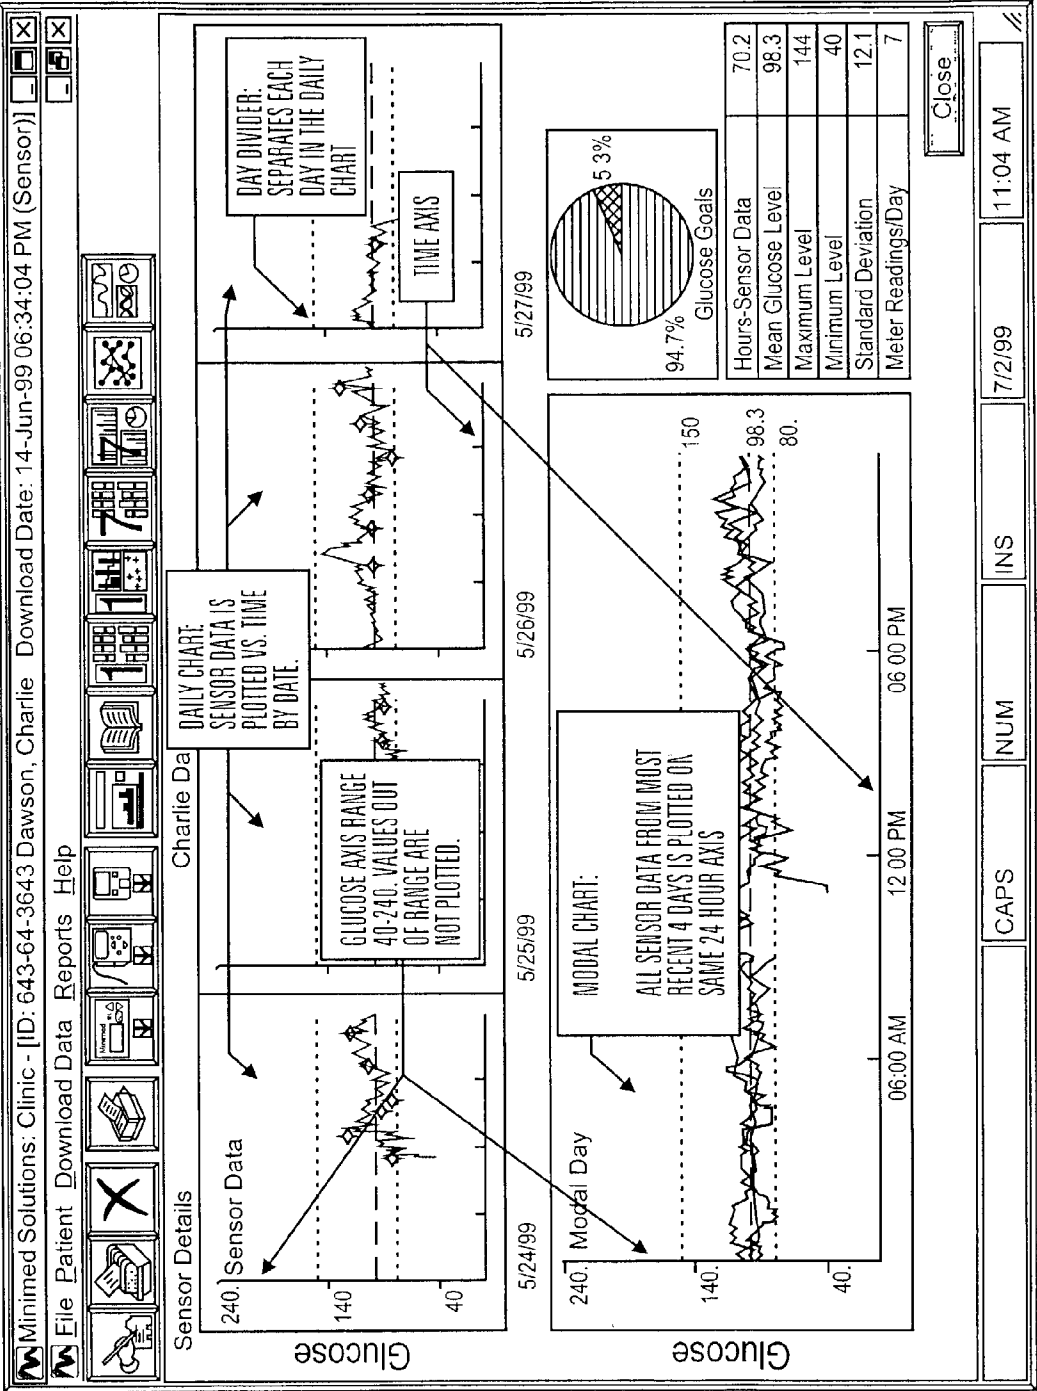 Minimed Solutions: Clinic - [ID: 643-64-3643 Dawson, Charlie Download Date: 14-Jun-99 06:34:04 PM (Sensor)]
File Patient Download Data Reports Help
Minimed
1
1
7
7
Sensor Details
Charlie Da
Sensor Data
DAILY CHART:
SENSOR DATA IS
PLOTTED VS. TIME
BY DATE.
DAY DIVIDER:
SEPARATES EACH
DAY IN THE DAILY
CHART
GLUCOSE AXIS RANGE
40-240. VALUES OUT
OF RANGE ARE
NOT PLOTTED.
TIME AXIS
Glucose
240.
140
40
5/24/99
5/25/99
5/26/99
5/27/99
Modal Day
MODAL CHART:
ALL SENSOR DATA FROM MOST
RECENT 4 DAYS IS PLOTTED ON
SAME 24 HOUR AXIS
Glucose
240.
140.
40.
150
98.3
80.
06:00 AM
12 00 PM
06 00 PM
94.7%
5 3%
Glucose Goals
Hours-Sensor Data 70.2
Mean Glucose Level 98.3
Maximum Level 144
Minimum Level 40
Standard Deviation 12.1
Meter Readings/Day 7
Close
CAPS
NUM
INS
7/2/99
11:04 AM